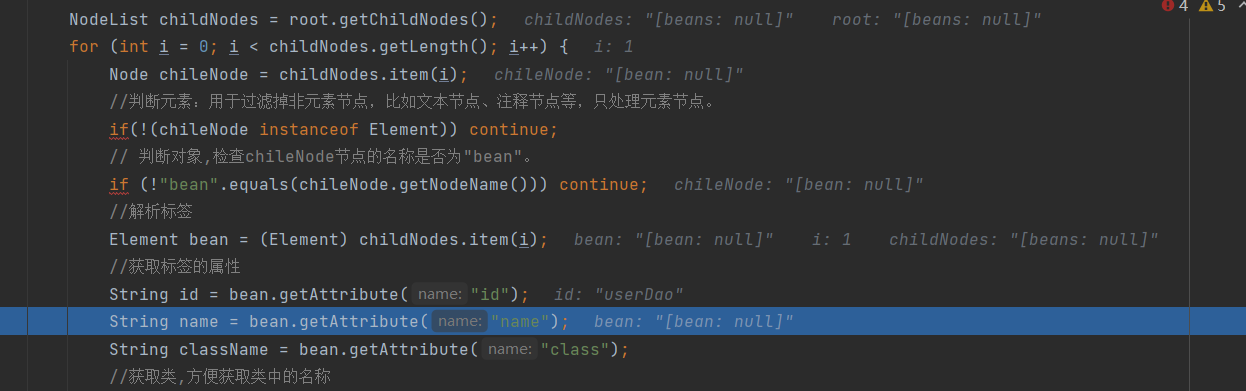 4 5
NodeList childNodes = root.getChildNodes(); childNodes: "[beans: null]" root: "[beans: null]"
for (int i = 0; i < childNodes.getLength(); i++) { i: 1
Node chileNode = childNodes.item(i); chileNode: "[bean: null]"
//判断元素：用于过滤掉非元素节点，比如文本节点、注释节点等，只处理元素节点。
if(!(chileNode instanceof Element)) continue;
// 判断对象,检查chileNode节点的名称是否为"bean"。
if (!"bean".equals(chileNode.getNodeName())) continue; chileNode: "[bean: null]"
//解析标签
Element bean = (Element) childNodes.item(i); bean: "[bean: null]" i: 1 childNodes: "[beans: null]"
//获取标签的属性
String id = bean.getAttribute( name: "id"); id: "userDao"
String name = bean.getAttribute( name: "name"); bean: "[bean: null]"
String className = bean.getAttribute( name: "class");
//获取类,方便获取类中的名称